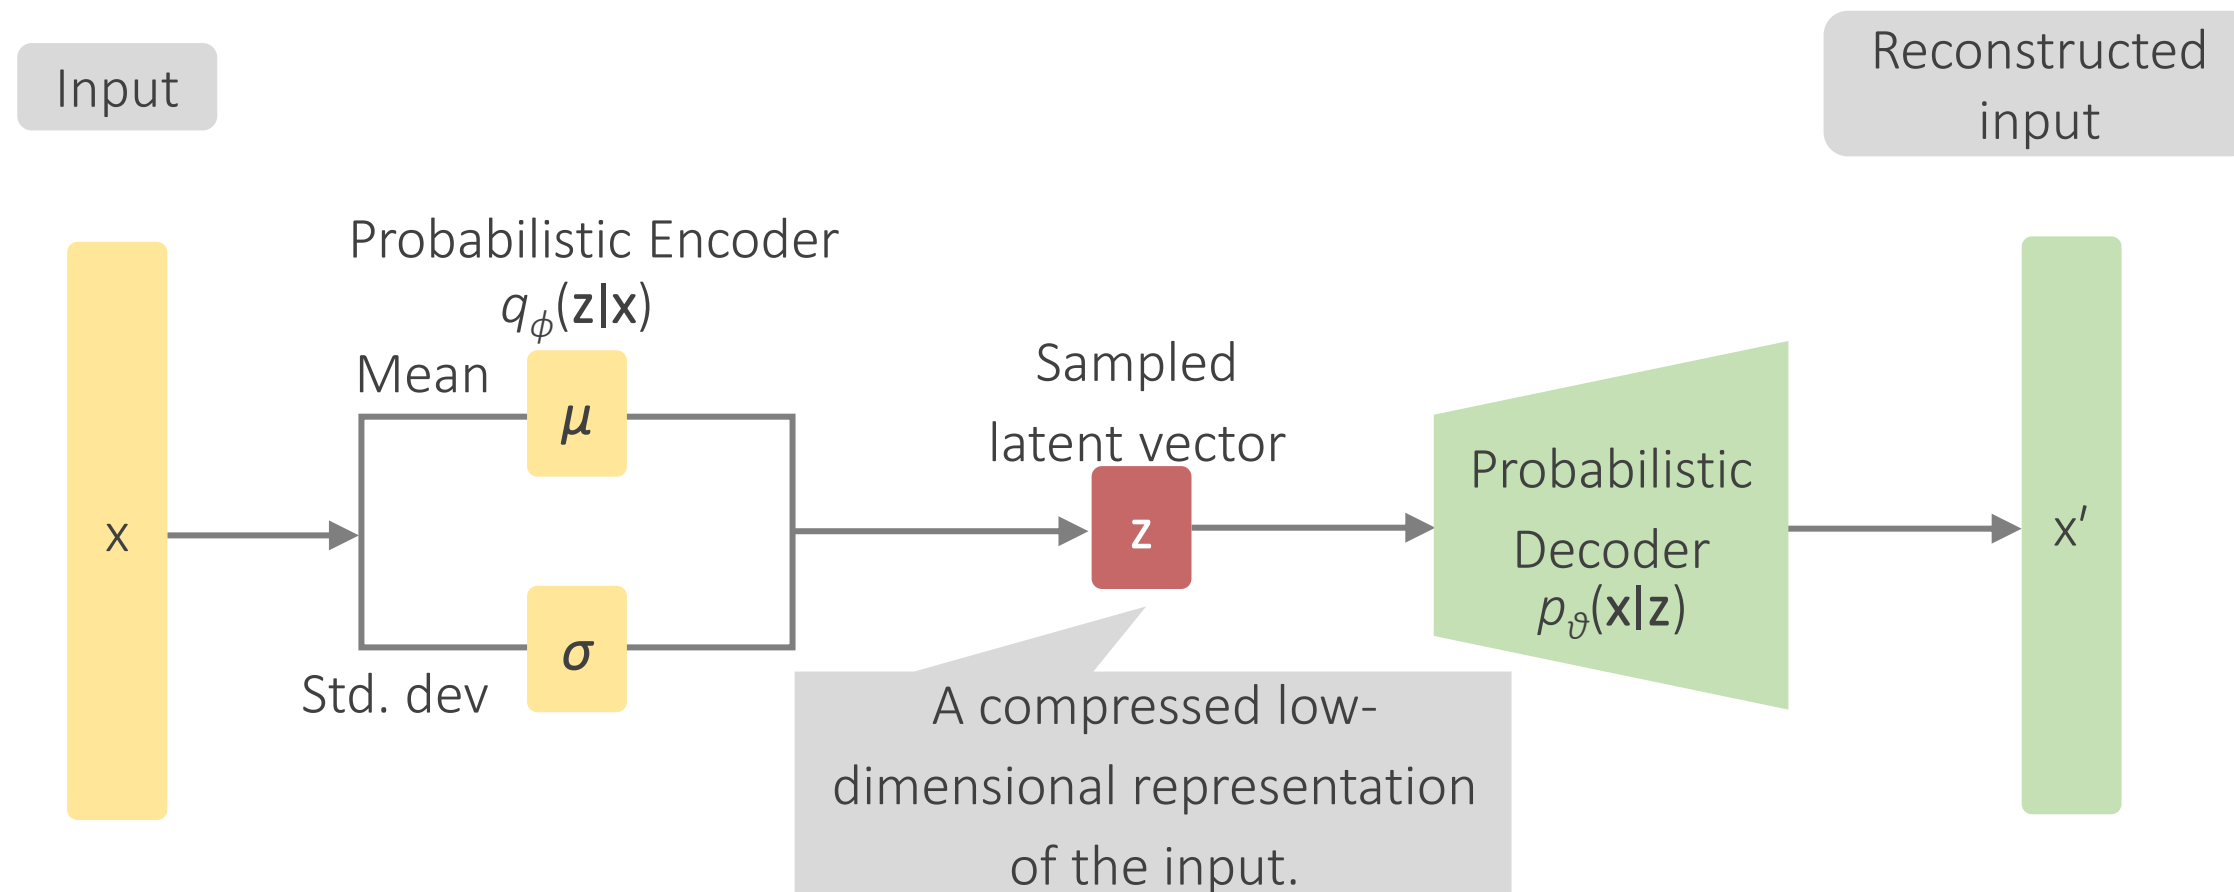 Input
Reconstructed
input
Probabilistic Encoder
qϕ(z|x)
Mean
μ
Std. dev
σ
x
Sampled
latent vector
z
Probabilistic
Decoder
pϑ(x|z)
x′
A compressed low-
dimensional representation
of the input.